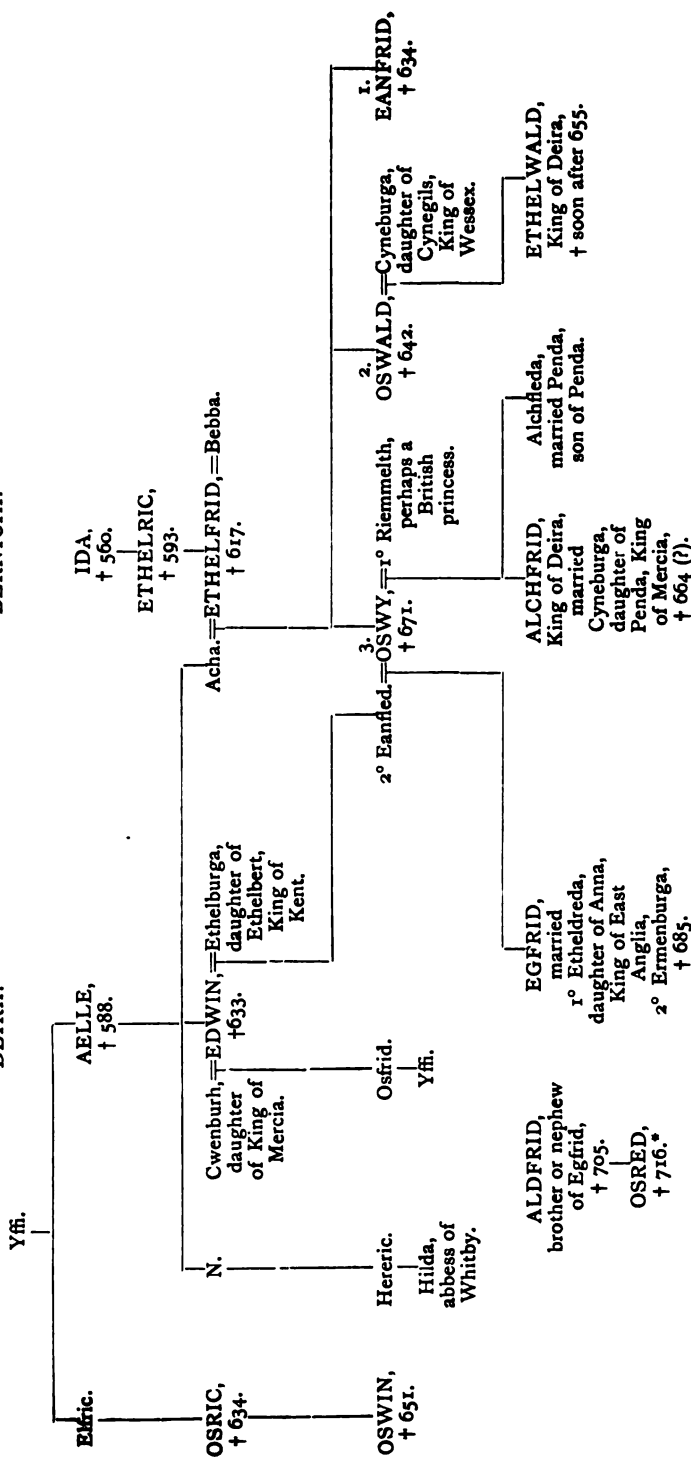 Yffi.
Elfric.
AELLE,
† 588.
IDA,
† 560.
ETHELRIC,
† 593.
OSRIC,
† 634.
N.
Cwenburh,
daughter
of King of
Mercia.
=EDWIN,=
†633.
Ethelburga,
daughter of
Ethelbert,
King of
Kent.
Acha.=ETHELFRID,=Bebba.
† 617.
OSWIN,
† 651.
Hereric.
Hilda,
abbess of
Whitby.
Osfrid.
Yffi.
2° Eanfled.=
3.
OSWY,=
† 671.
1° Riemmelth,
perhaps a
British
princess.
2.
OSWALD,=
† 642.
Cyneburga,
daughter of
Cynegils,
King of
Wessex.
1.
EANFRID,
† 634.
ALDFRID,
brother or nephew
of Egfrid,
† 705.
OSRED,
† 716.*
EGFRID,
married
1° Etheldreda,
daughter of Anna,
King of East
Anglia,
2° Ermenburga,
† 685.
ALCHFRID,
King of Deira,
married
Cyneburga,
daughter of
Penda, King
of Mercia,
† 664 (?).
Alchfleda,
married Penda,
son of Penda.
ETHELWALD,
King of Deira,
† soon after 655.